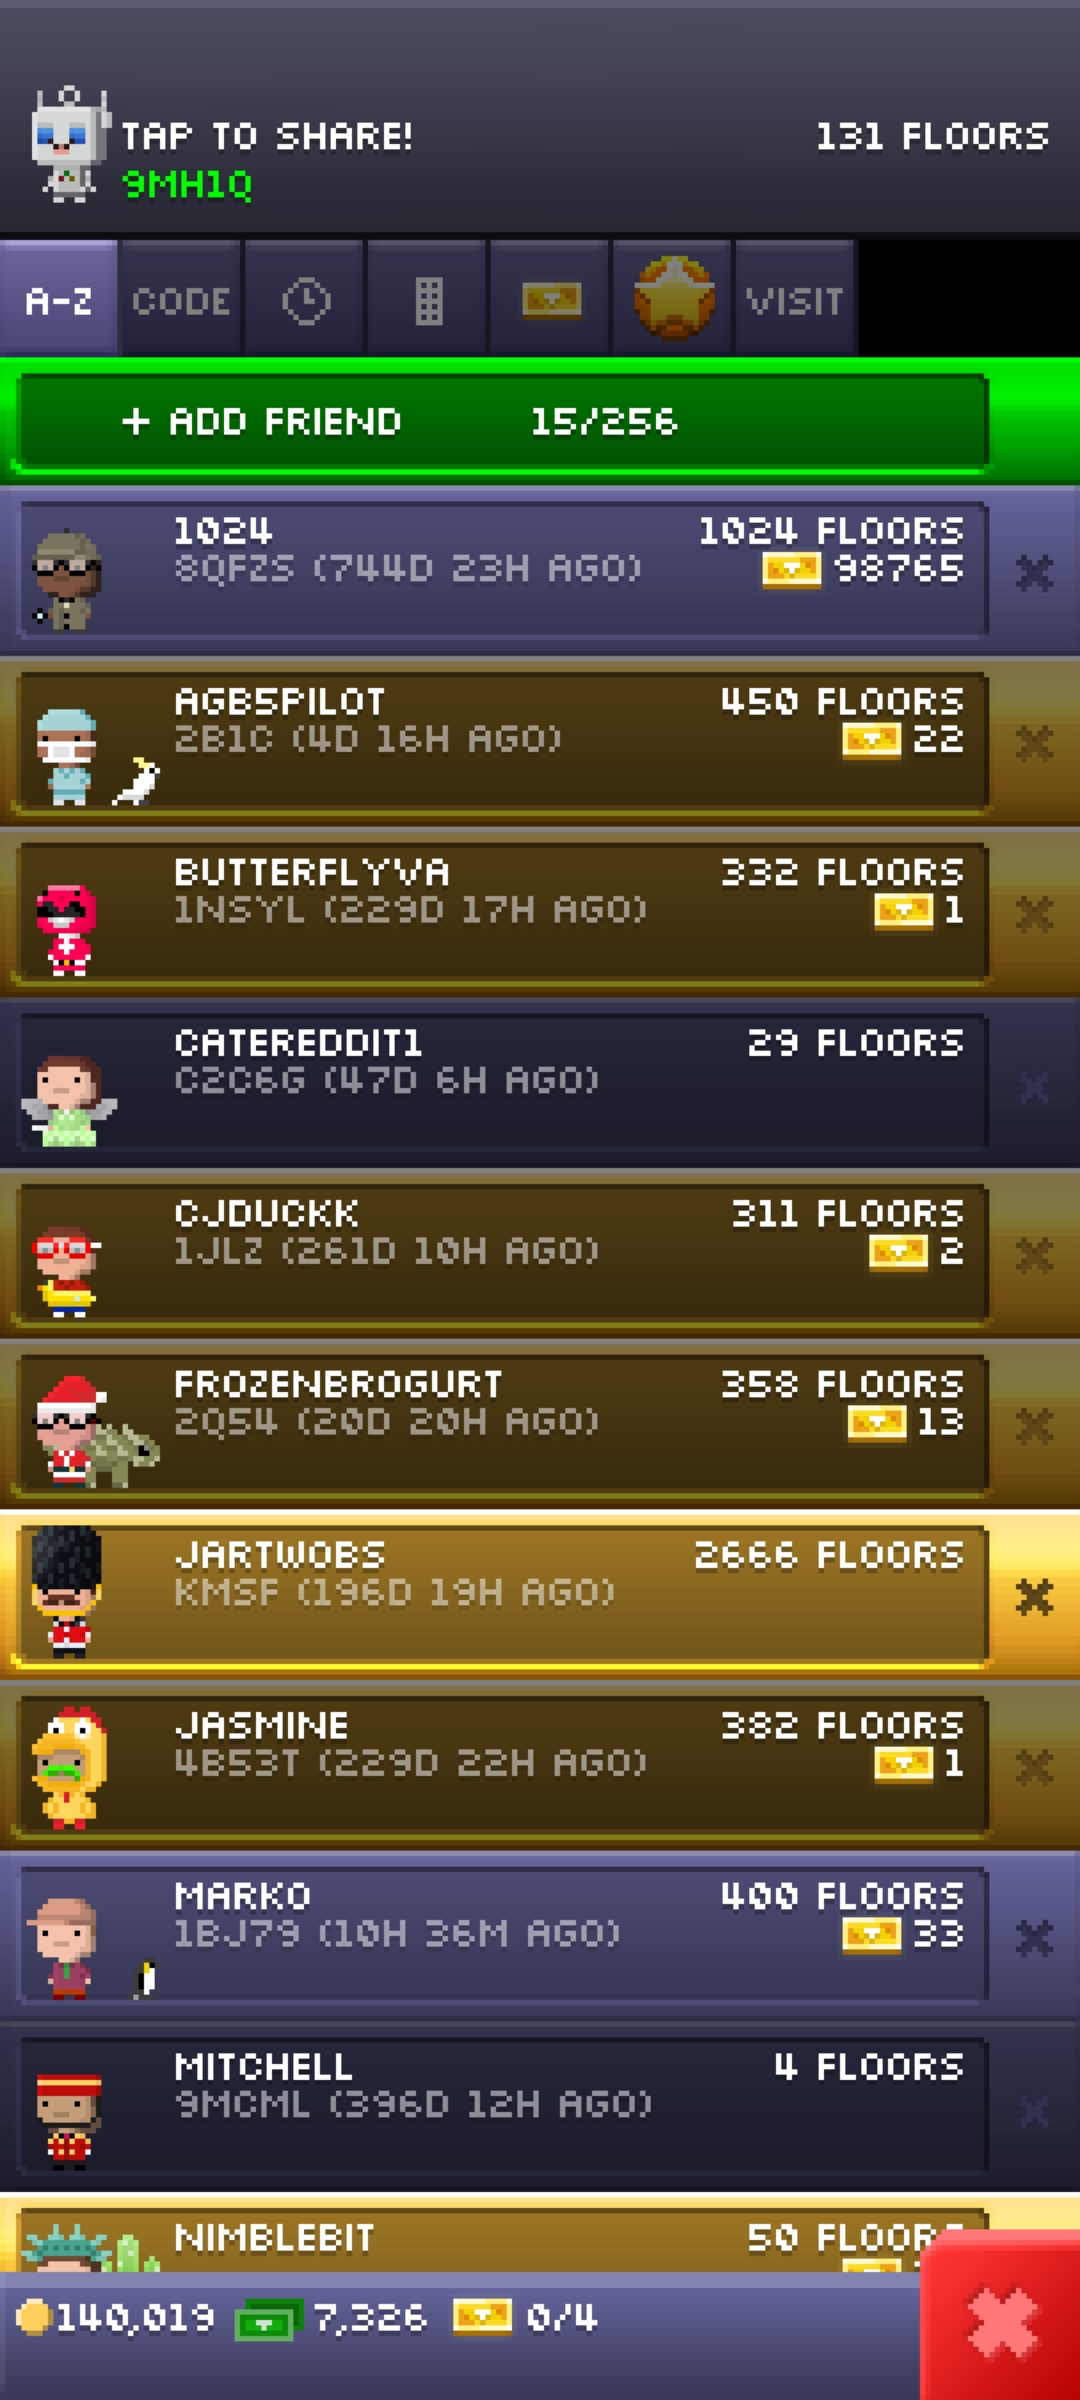 TAP TO SHARE!
131 FLOORS
9MH1Q
A-Z
CODE
VISIT
+ ADD FRIEND 15/256
1024
1024 FLOORS
8QFZS (744D 23H AGO)
98765
AGB5PILOT
450 FLOORS
2B1C (4D 16H AGO)
22
BUTTERFLYVA
332 FLOORS
1NSYL (229D 17H AGO)
1
CATEREDDIT1
29 FLOORS
C2C6G (47D 6H AGO)
CJDUCKK
311 FLOORS
1JLZ (261D 10H AGO)
2
FROZENBROGURT
358 FLOORS
2Q54 (20D 20H AGO)
13
JARTWOBS
2666 FLOORS
KMSF (196D 19H AGO)
JASMINE
382 FLOORS
4B53T (229D 22H AGO)
1
MARKO
400 FLOORS
1BJ79 (10H 36M AGO)
33
MITCHELL
4 FLOORS
9MCML (396D 12H AGO)
NIMBLEBIT
50 FLOORS
140,019
7,326
0/4